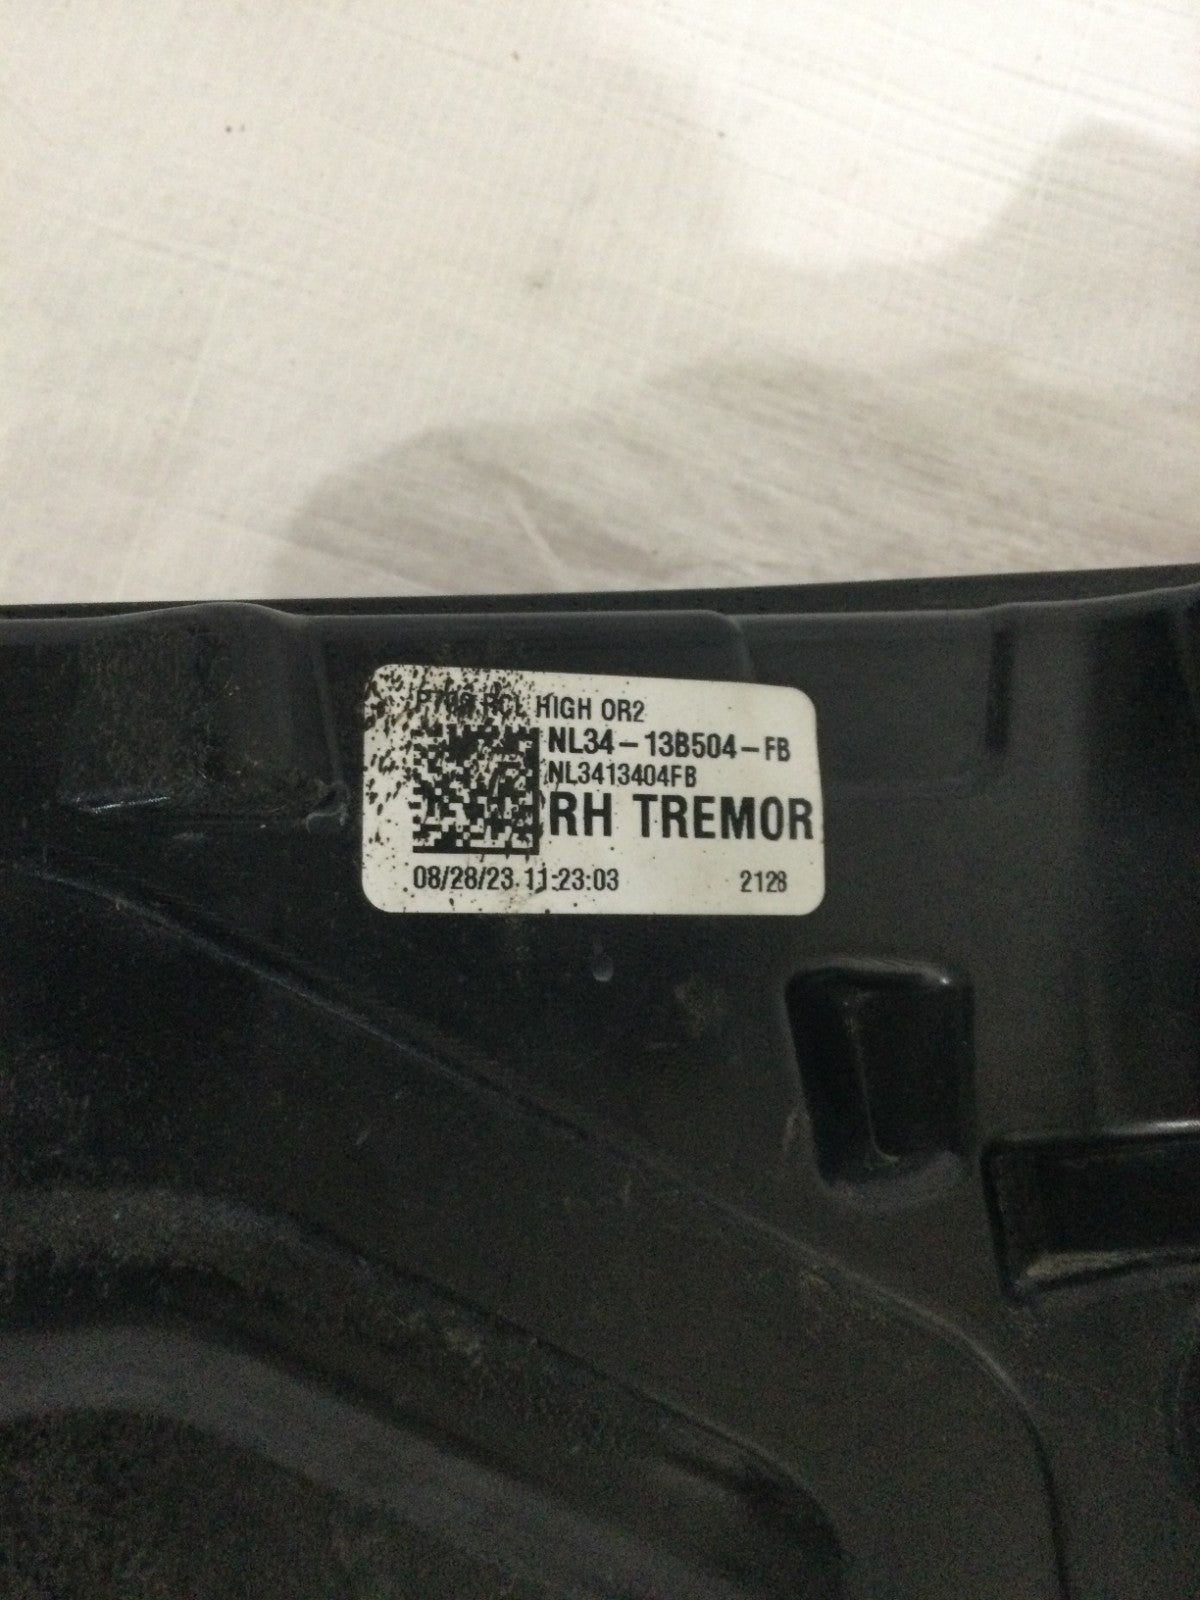 HIGH OR2
NL34-13B504-FB
NL3413404FB
RH TREMOR
08/28/23 11:23:03 2128